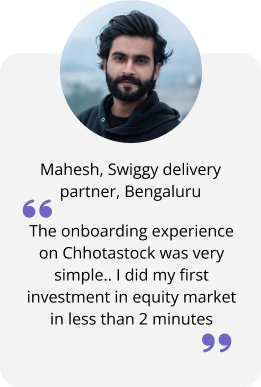 Mahesh, Swiggy delivery
partner, Bengaluru
“
The onboarding experience
on Chhotastock was very
simple.. I did my first
investment in equity market
in less than 2 minutes
”